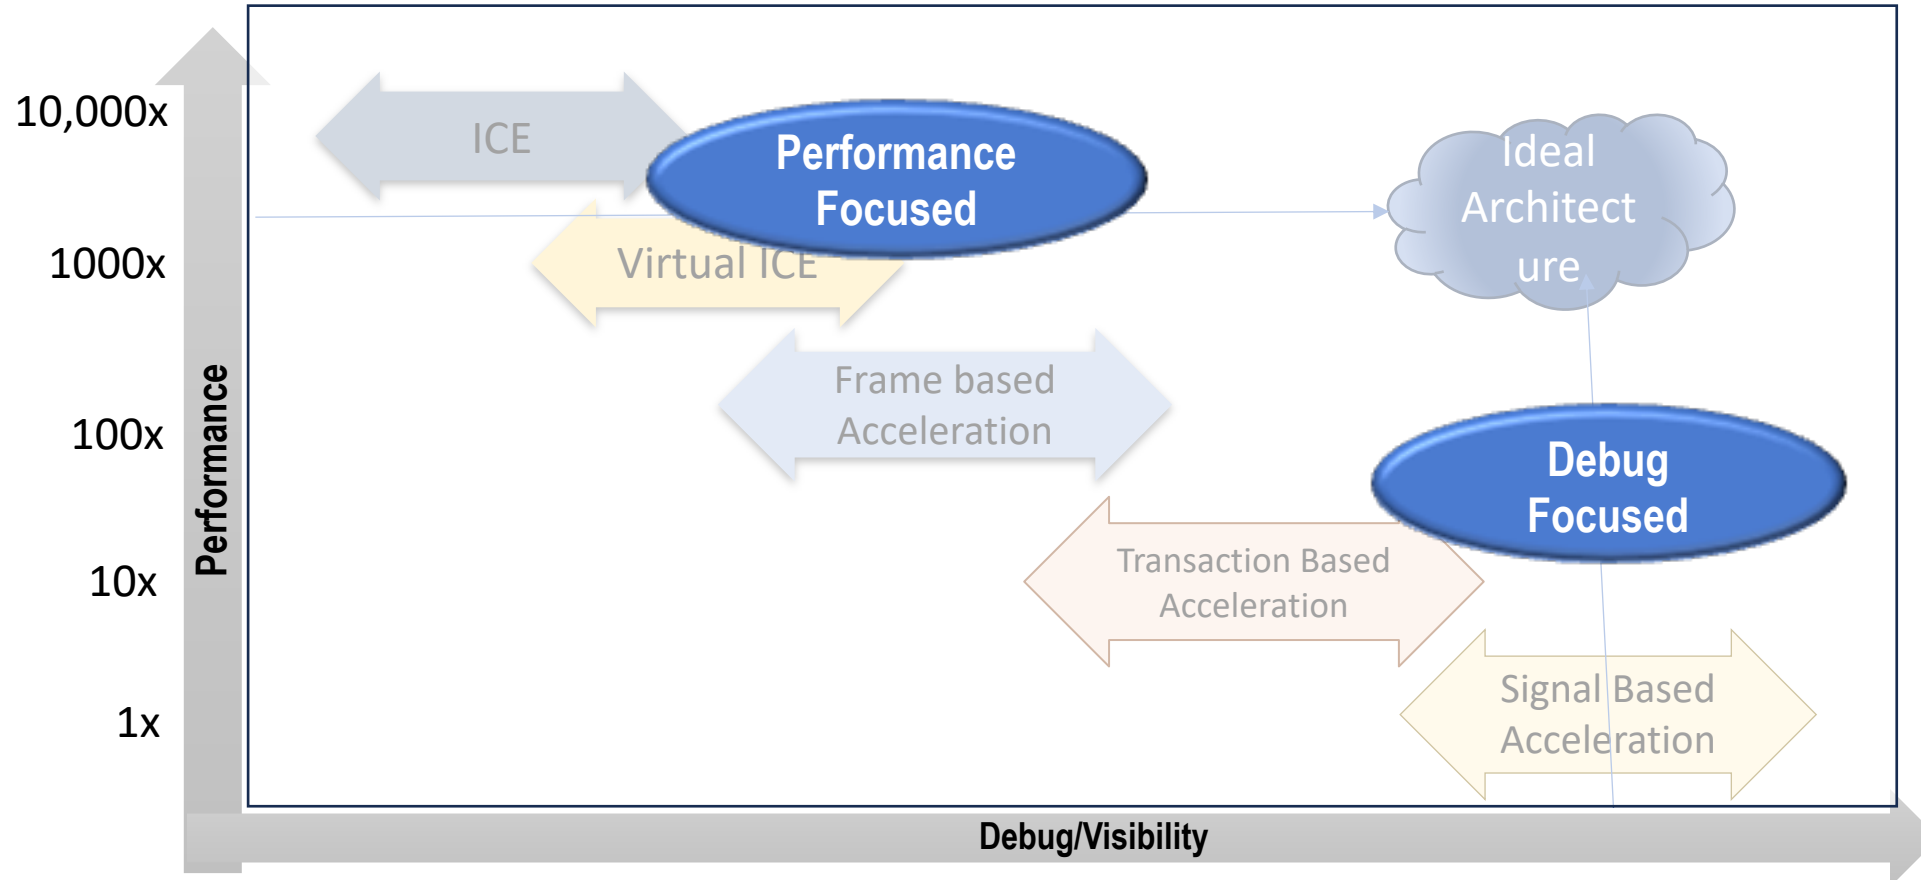 10,000x
1000x
100x
10x
1x
Performance
ICE
Performance
Focused
Virtual ICE
Ideal
Architect
ure
Frame based
Acceleration
Debug
Focused
Transaction Based
Acceleration
Signal Based
Acceleration
Debug/Visibility